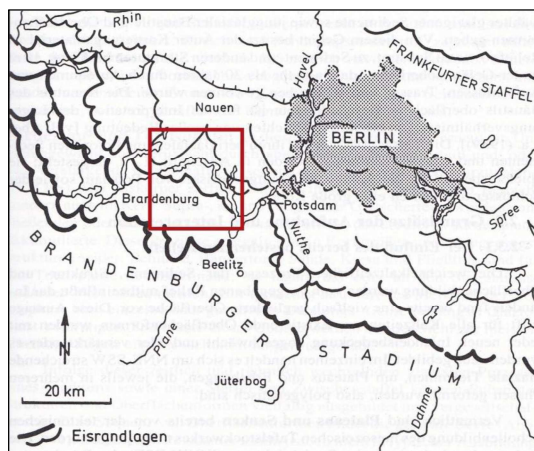 Rhin
Havel
FRANKFURTER STAFFEL
Nauen
BERLIN
Brandenburg
Potsdam
Spree
Beelitz
Nuthe
BRANDENBURGER STADIUM
Plane
N
20 km
Jüterbog
Dahme
Eisrandlagen